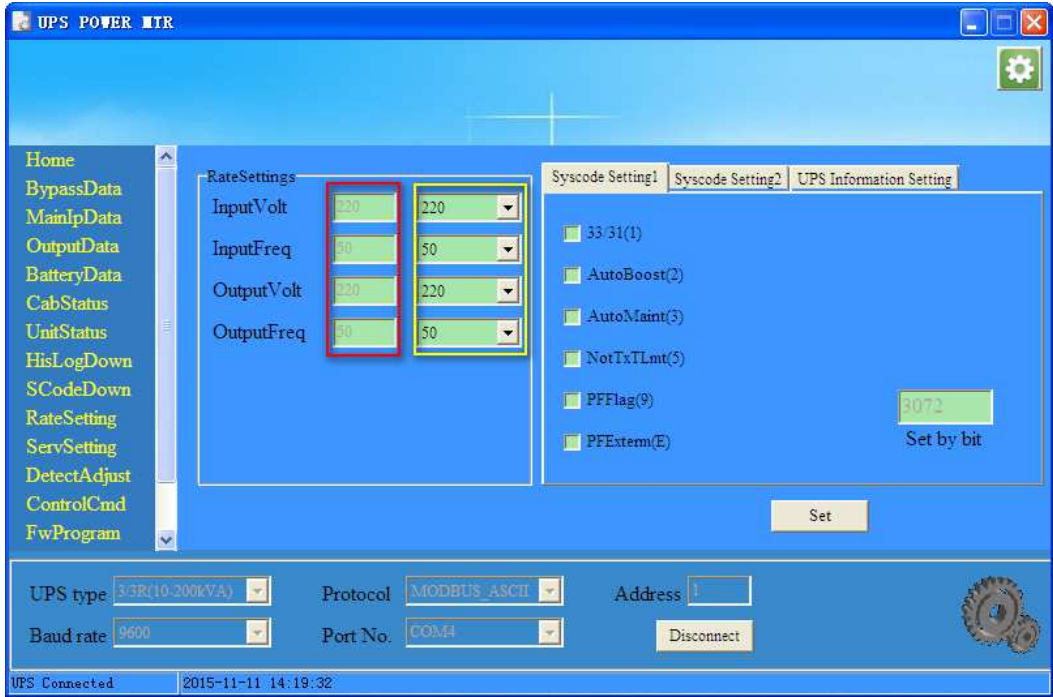 UPS POWER MTR
Home
BypassData
MainIpData
OutputData
BatteryData
CabStatus
UnitStatus
HisLogDown
SCodeDown
RateSetting
ServSetting
DetectAdjust
ControlCmd
FwProgram
RateSettings
InputVolt 220 220
InputFreq 50 50
OutputVolt 220 220
OutputFreq 50 50
Syscode Setting1 Syscode Setting2 UPS Information Setting
33/31(1)
AutoBoost(2)
AutoMaint(3)
NotTxTLmt(5)
PFFlag(9)
PFExterm(E)
3072
Set by bit
Set
UPS type 3/3R(10-200kVA) Protocol MODBUS_ASCII Address 1
Baud rate 9600 Port No. COM4 Disconnect
UPS Connected 2015-11-11 14:19:32